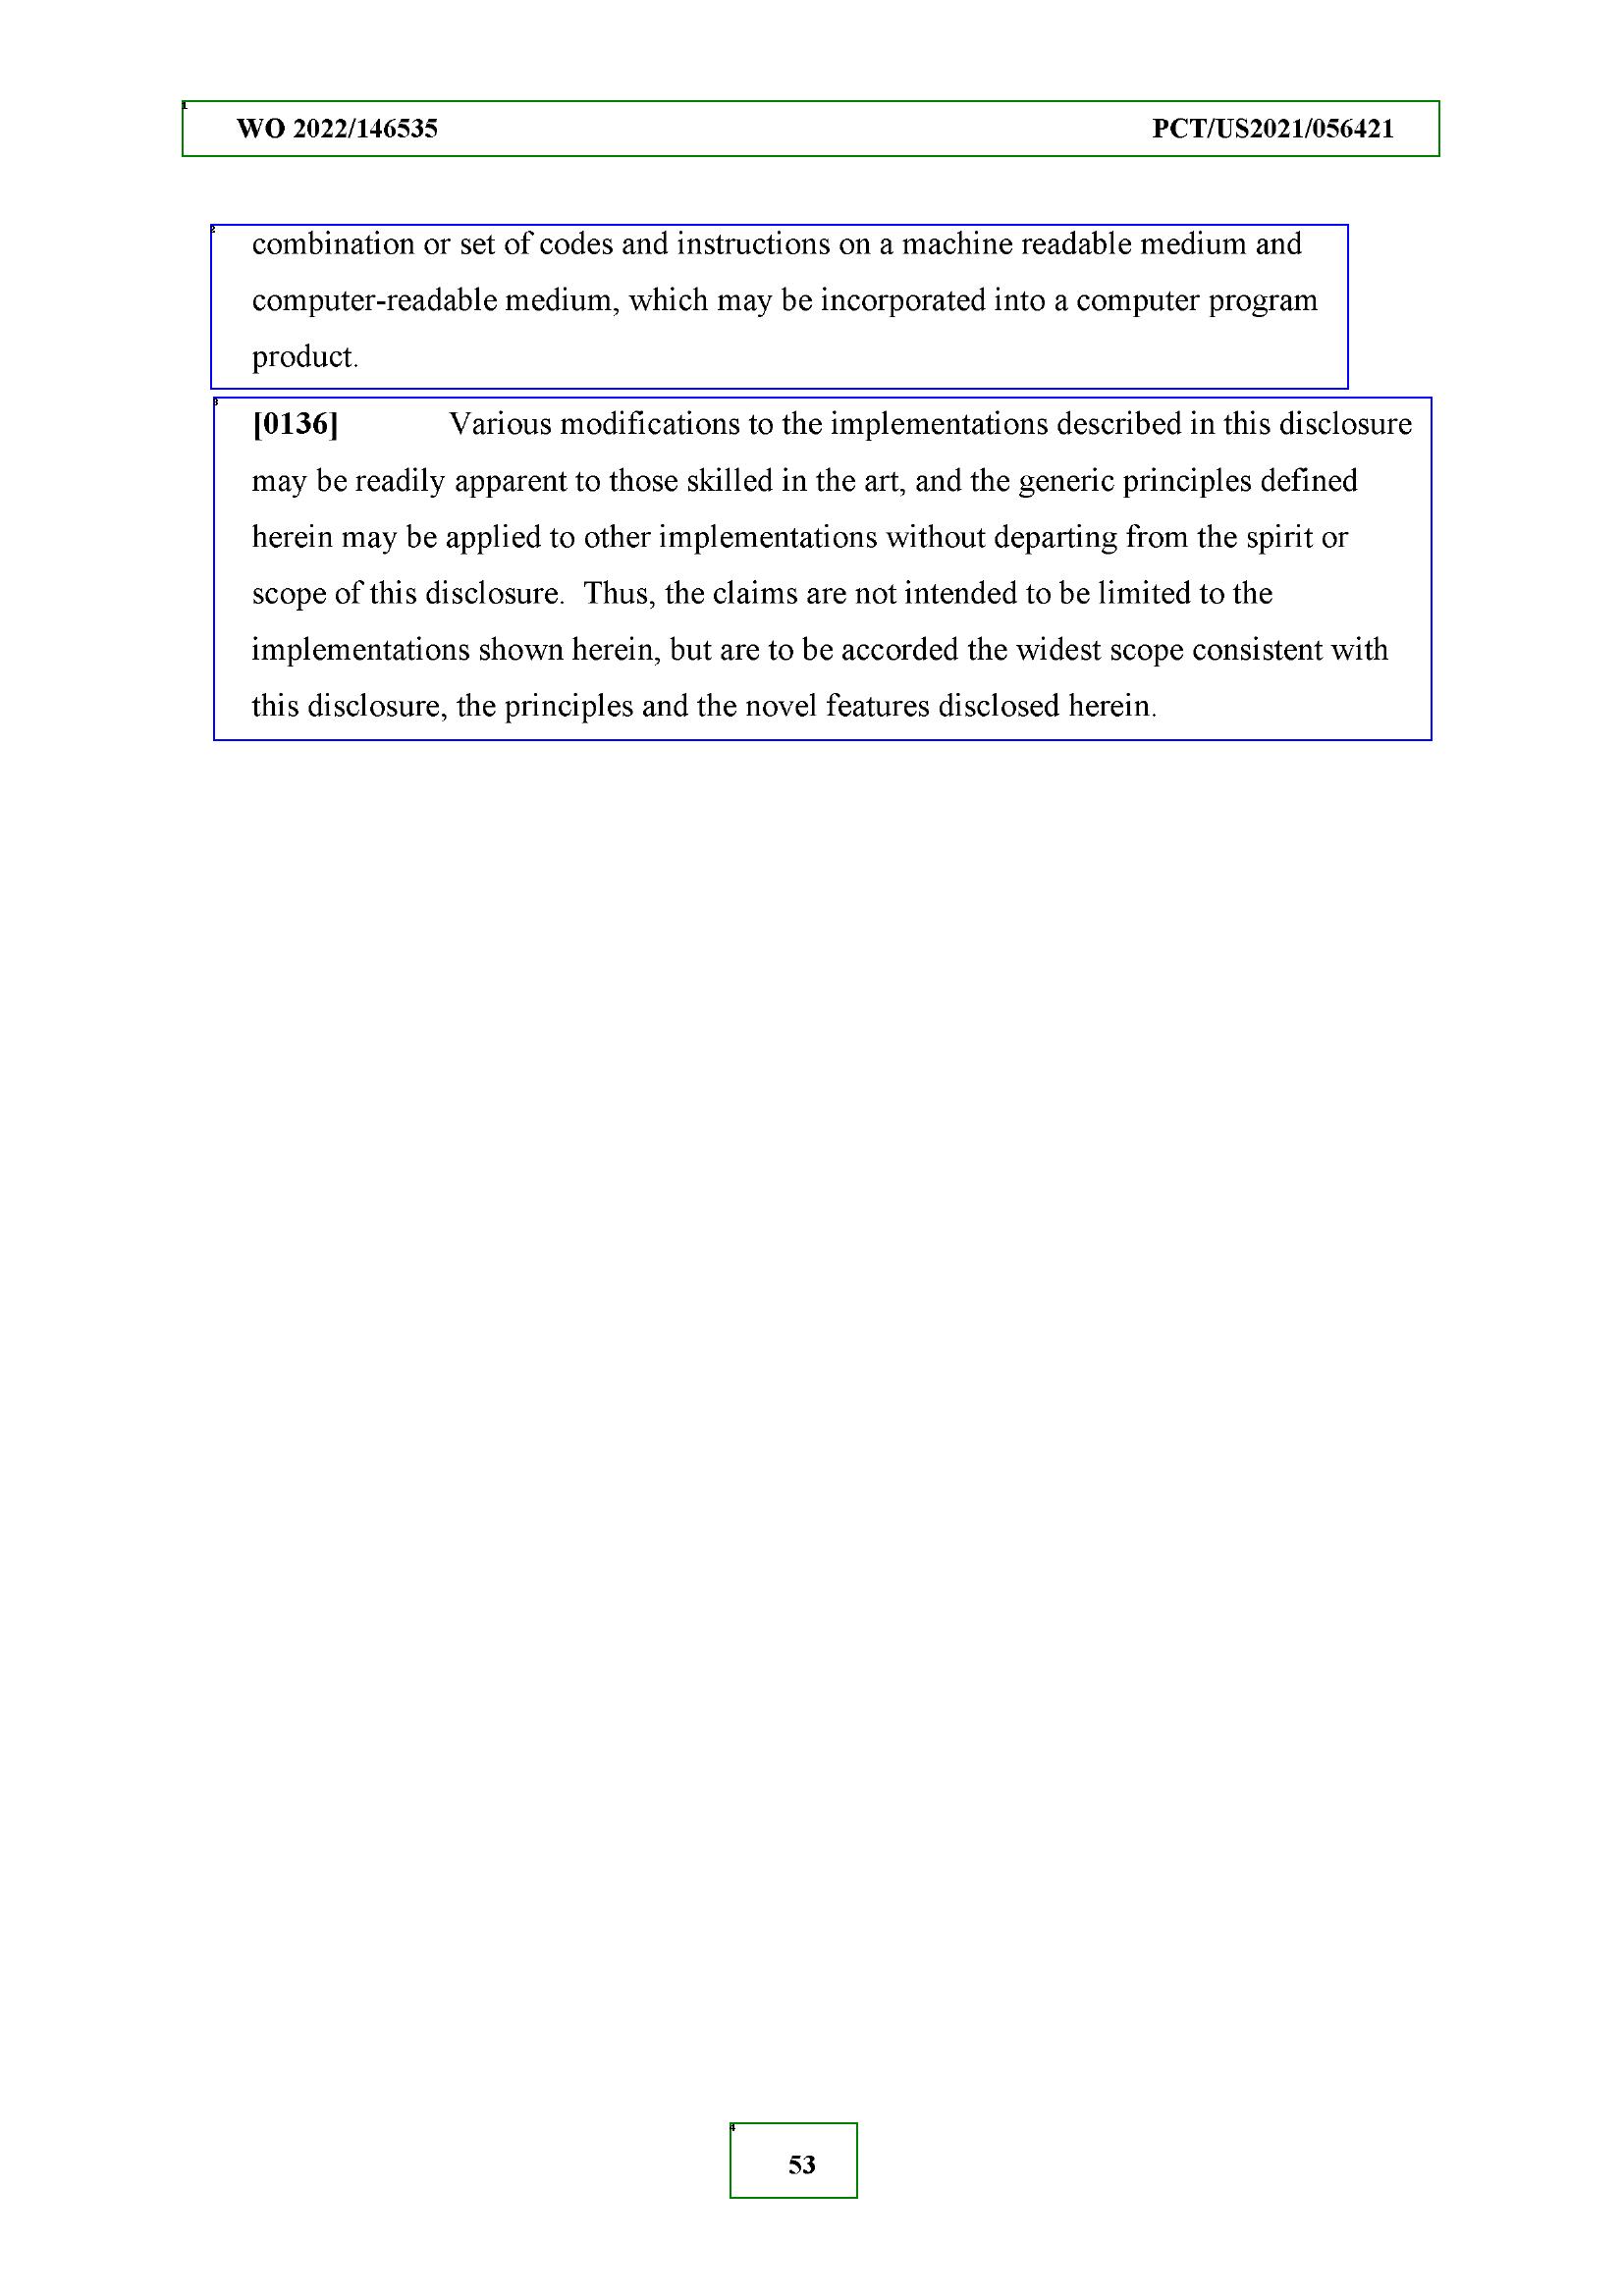 1
WO 2022/146535 PCT/US2021/056421
2
combination or set of codes and instructions on a machine readable medium and
computer-readable medium, which may be incorporated into a computer program
product.
3
[0136] Various modifications to the implementations described in this disclosure
may be readily apparent to those skilled in the art, and the generic principles defined
herein may be applied to other implementations without departing from the spirit or
scope of this disclosure.  Thus, the claims are not intended to be limited to the
implementations shown herein, but are to be accorded the widest scope consistent with
this disclosure, the principles and the novel features disclosed herein.
4
53